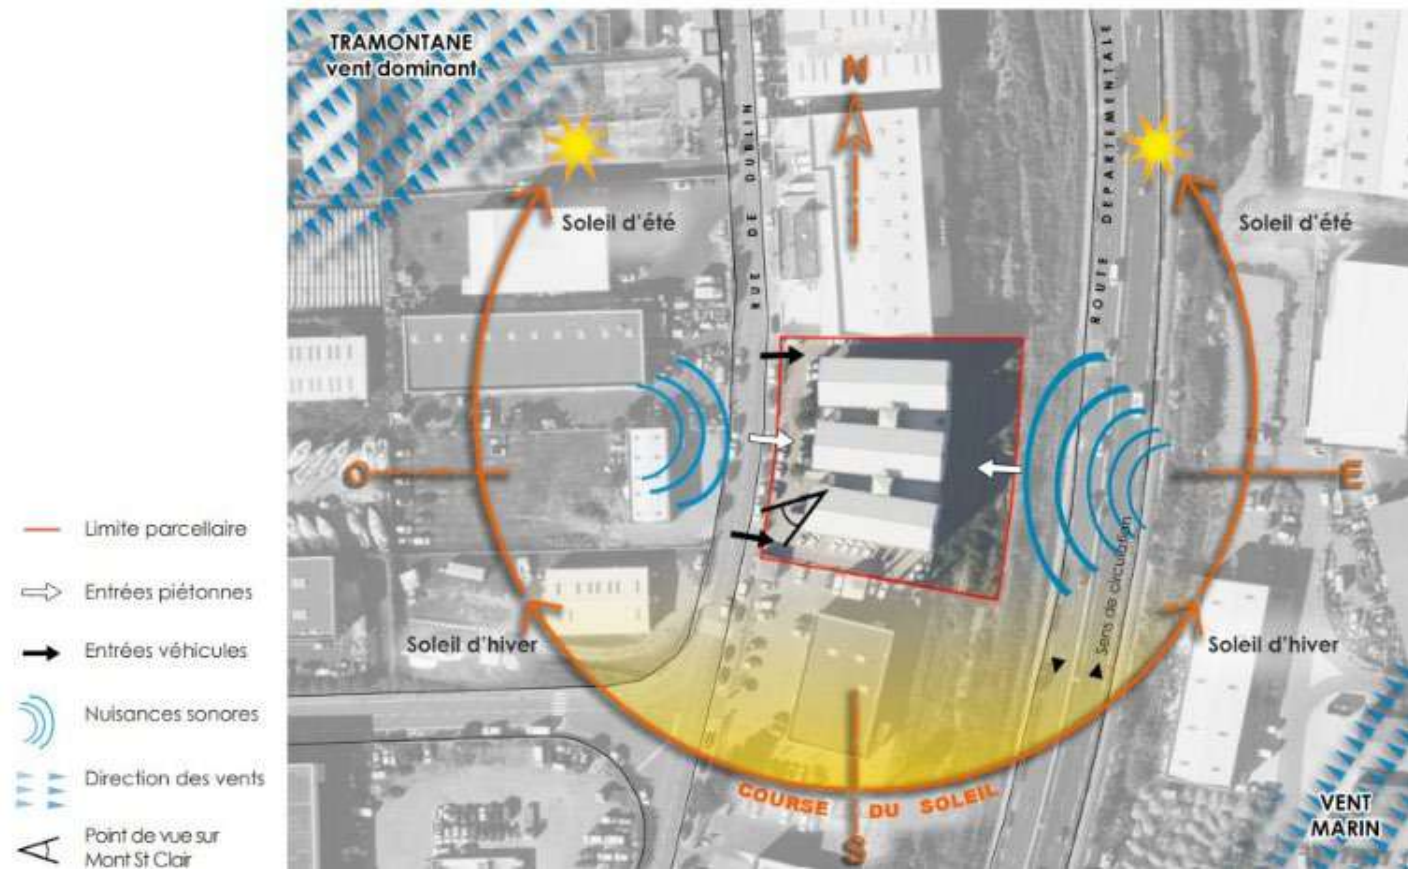 TRAMONTANE
vent dominant
N
RUE DE DUBLIN
ROUTE DEPARTEMENTALE
Soleil d'été
Soleil d'été
O
E
Limite parcellaire
Entrées piétonnes
Entrées véhicules
Nuisances sonores
Direction des vents
Point de vue sur
Mont St Clair
Sens de circulation
Soleil d'hiver
Soleil d'hiver
COURSE DU SOLEIL
S
VENT
MARIN